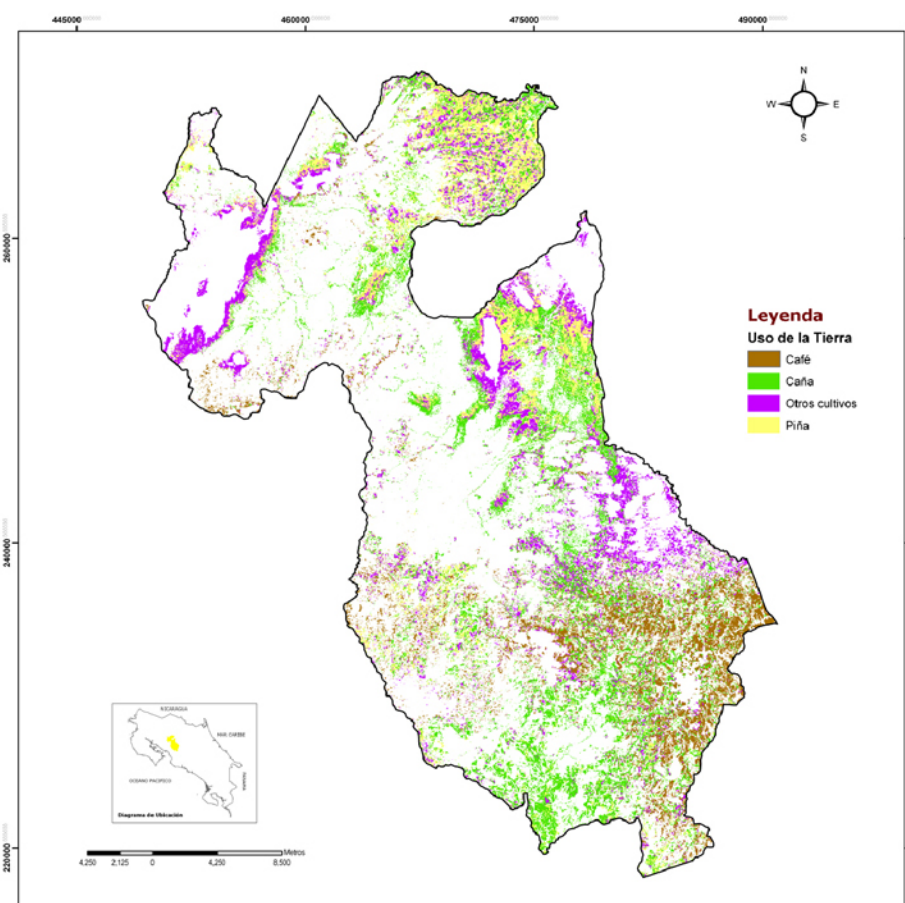 445000
460000
475000
490000
N
W
E
S
260000
240000
220000
Leyenda
Uso de la Tierra
Café
Caña
Otros cultivos
Piña
NICARAGUA
MAR CARIBE
OCEANO PACIFICO
PANAMA
Diagrama de Ubicación
Metros
4,250 2,125 0 4,250 8,500